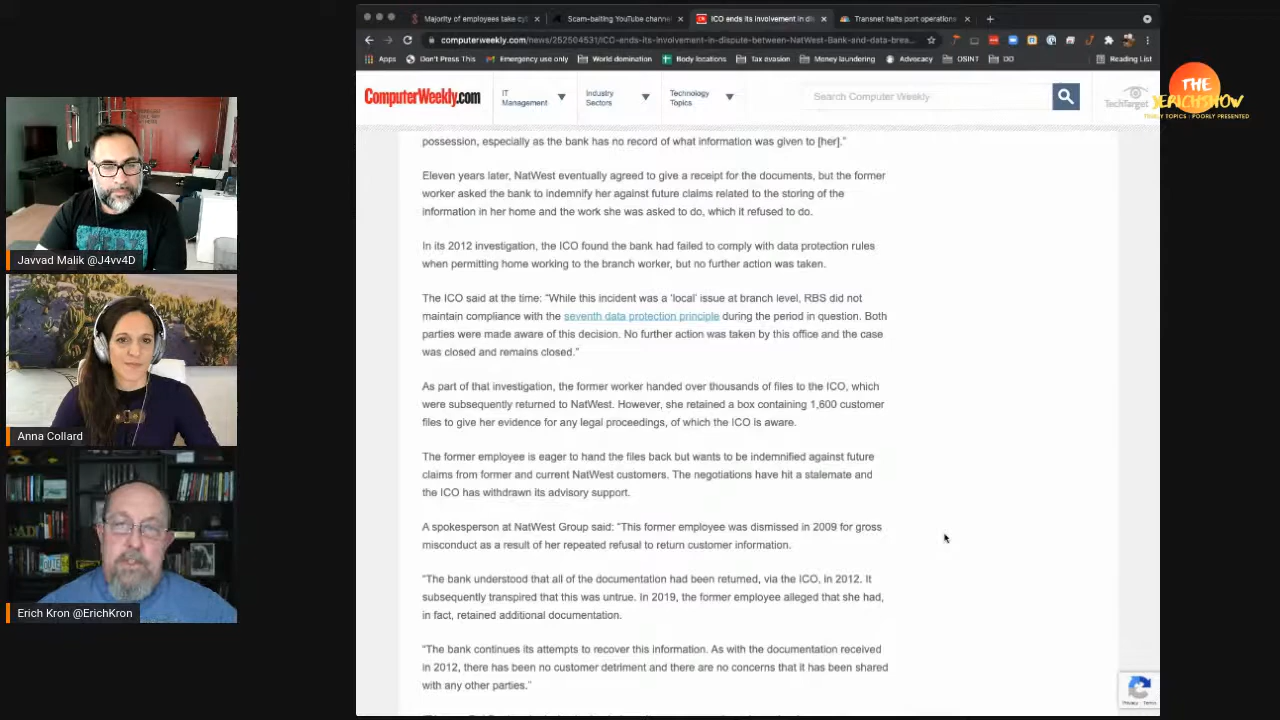 Majority of employees take cy
Scam-baiting YouTube channel
ICO ends its involvement in di
Transnet halts port operations
computerweekly.com/news/252504531/ICO-ends-its-involvement-in-dispute-between-NatWest-Bank-and-data-brea...
Apps
Don't Press This
Emergency use only
World domination
Body locations
Tax evasion
Money laundering
Advocacy
OSINT
DO
Reading List
ComputerWeekly.com
IT
Management
Industry
Sectors
Technology
Topics
Search Computer Weekly
TechTarget
THE
JERICHSHOW
TIMELY TOPICS : POORLY PRESENTED
possession, especially as the bank has no record of what information was given to [her].”
Eleven years later, NatWest eventually agreed to give a receipt for the documents, but the former
worker asked the bank to indemnify her against future claims related to the storing of the
information in her home and the work she was asked to do, which it refused to do.
In its 2012 investigation, the ICO found the bank had failed to comply with data protection rules
when permitting home working to the branch worker, but no further action was taken.
The ICO said at the time: “While this incident was a ‘local’ issue at branch level, RBS did not
maintain compliance with the seventh data protection principle during the period in question. Both
parties were made aware of this decision. No further action was taken by this office and the case
was closed and remains closed.”
As part of that investigation, the former worker handed over thousands of files to the ICO, which
were subsequently returned to NatWest. However, she retained a box containing 1,600 customer
files to give her evidence for any legal proceedings, of which the ICO is aware.
The former employee is eager to hand the files back but wants to be indemnified against future
claims from former and current NatWest customers. The negotiations have hit a stalemate and
the ICO has withdrawn its advisory support.
A spokesperson at NatWest Group said: “This former employee was dismissed in 2009 for gross
misconduct as a result of her repeated refusal to return customer information.
“The bank understood that all of the documentation had been returned, via the ICO, in 2012. It
subsequently transpired that this was untrue. In 2019, the former employee alleged that she had,
in fact, retained additional documentation.
“The bank continues its attempts to recover this information. As with the documentation received
in 2012, there has been no customer detriment and there are no concerns that it has been shared
with any other parties.”
Privacy - Terms
Javvad Malik @J4vv4D
Anna Collard
Erich Kron @ErichKron